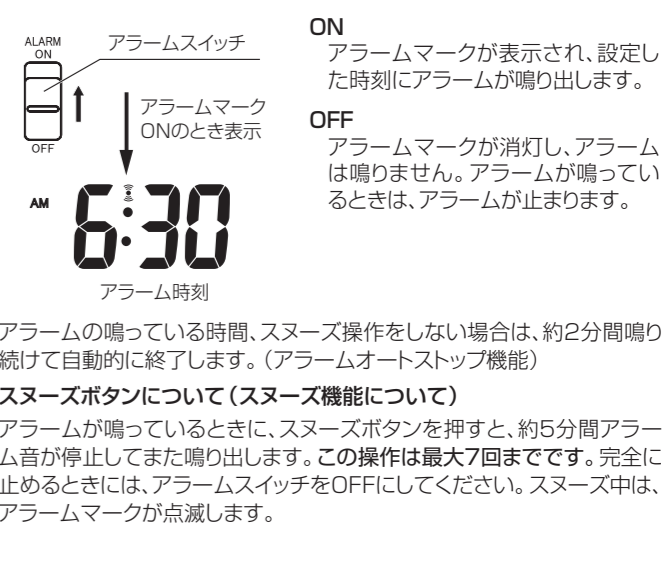 ALARM
ON
アラームスイッチ
アラームマーク
ONのとき表示
OFF
AM
6:30
アラーム時刻
ON
アラームマークが表示され、設定し
た時刻にアラームが鳴り出します。
OFF
アラームマークが消灯し、アラーム
は鳴りません。アラームが鳴ってい
るときは、アラームが止まります。
アラームの鳴っている時間、スヌーズ操作をしない場合は、約2分間鳴り
続けて自動的に終了します。（アラームオートストップ機能）
スヌーズボタンについて（スヌーズ機能について）
アラームが鳴っているときに、スヌーズボタンを押すと、約5分間アラー
ム音が停止してまた鳴り出します。この操作は最大7回までです。完全に
止めるときには、アラームスイッチをOFFにしてください。スヌーズ中は、
アラームマークが点滅します。